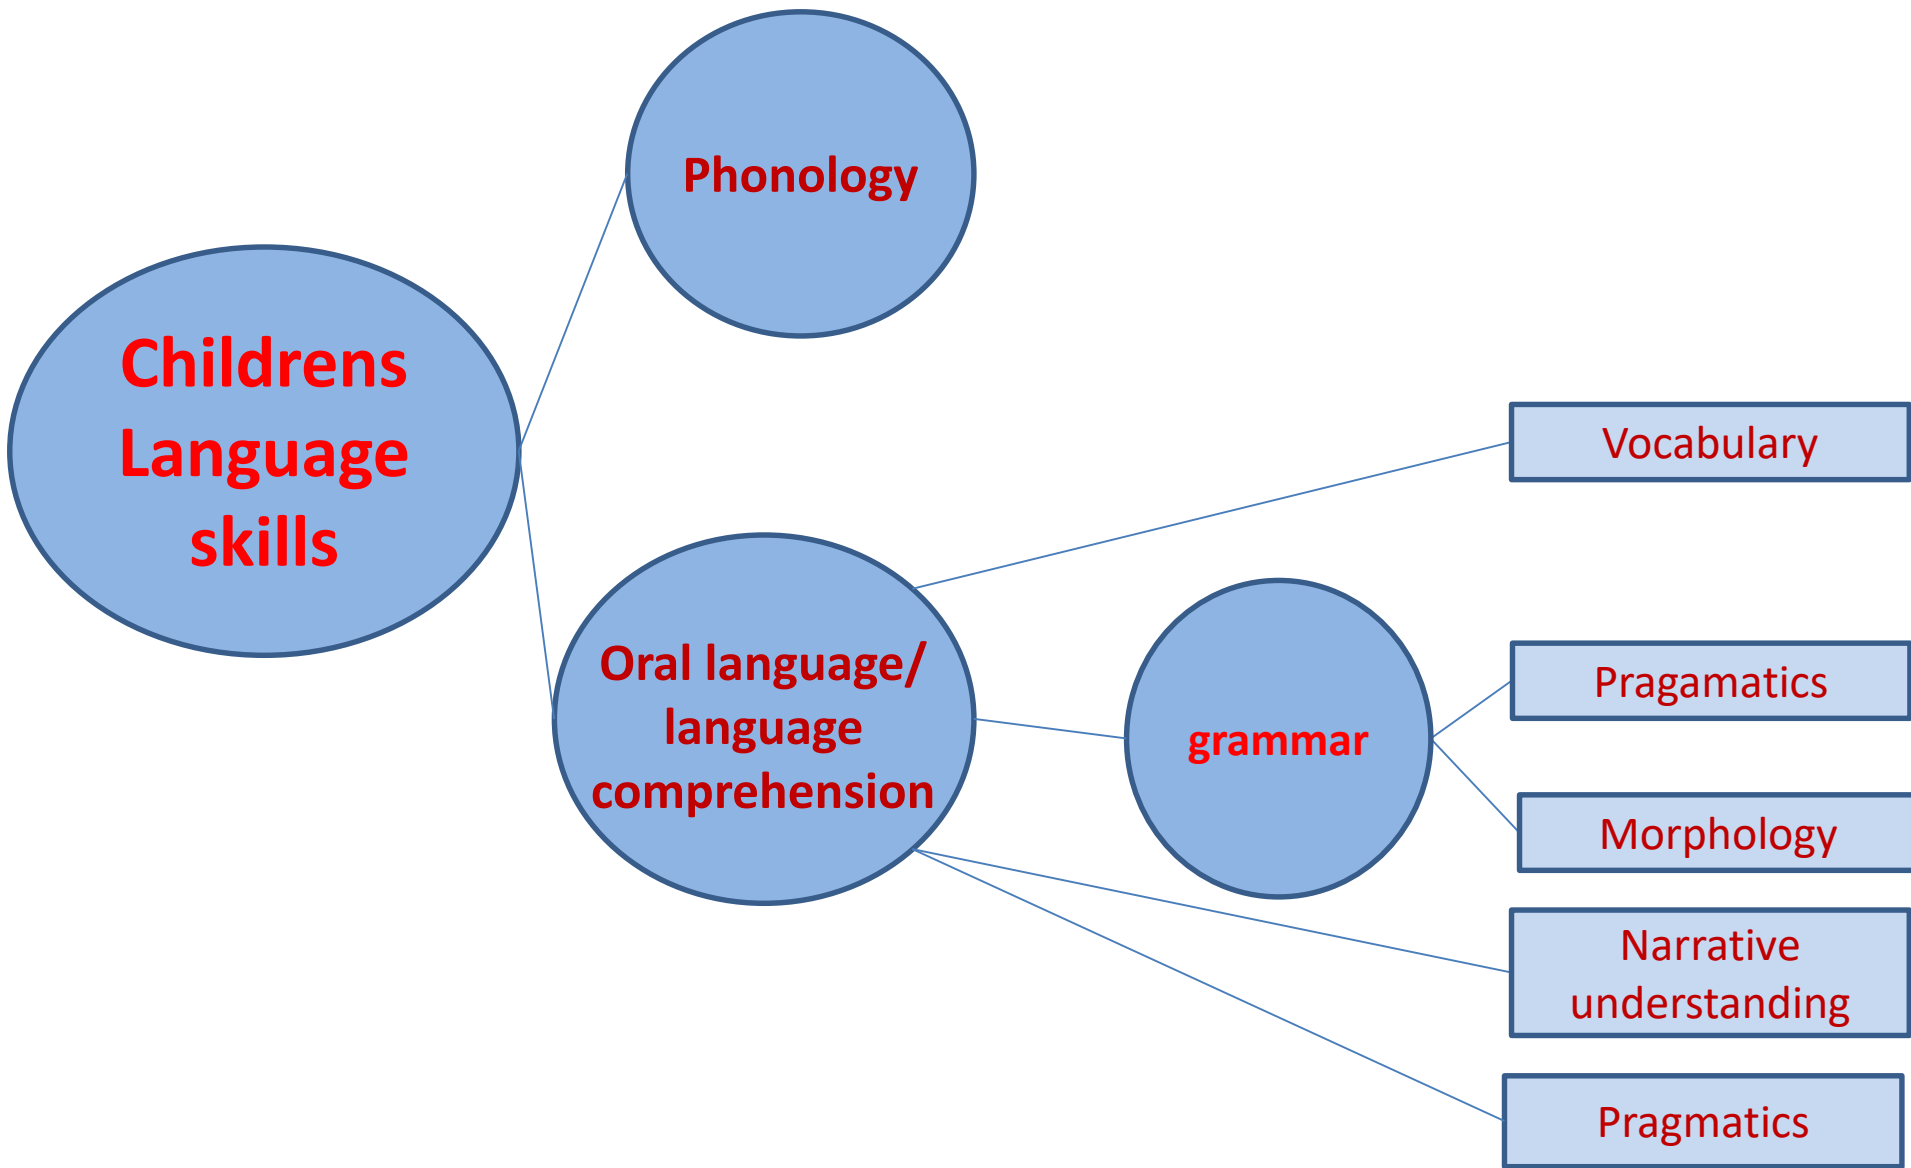 Phonology
Childrens
Language
skills
Vocabulary
Oral language/
language
comprehension
grammar
Pragamatics
Morphology
Narrative
understanding
Pragmatics